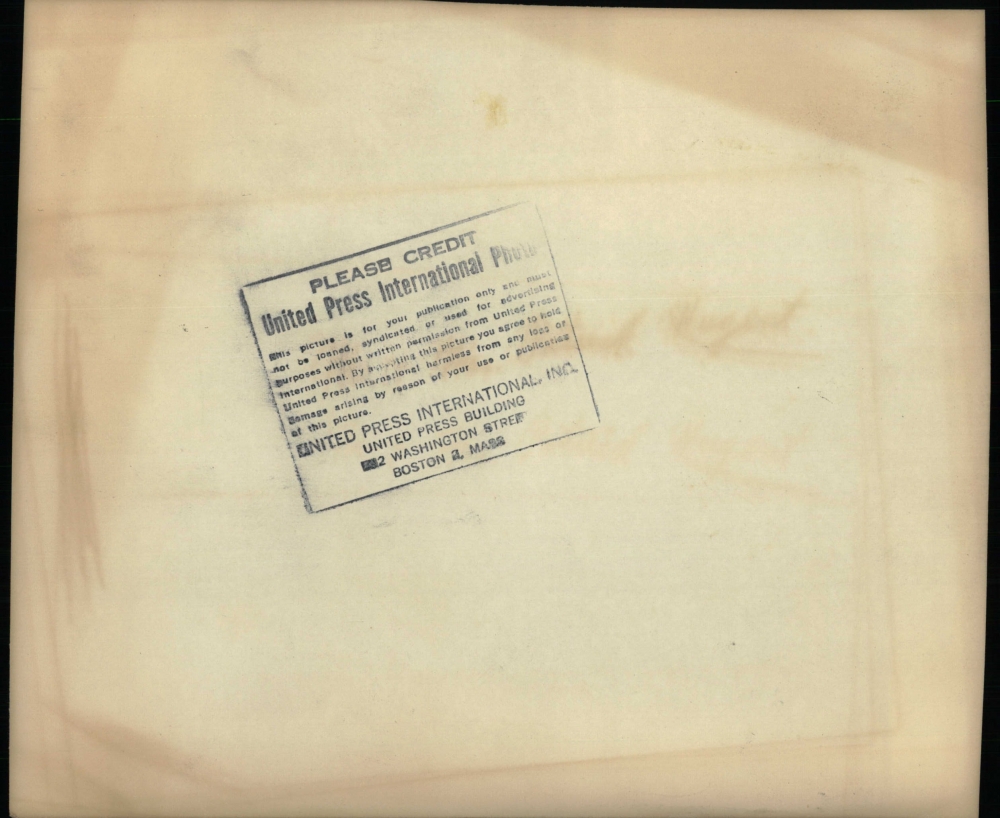 PLEASE CREDIT
United Press International Photo
This picture is for your publication only and must
not be loaned, syndicated, or used for advertising
purposes without written permission from United Press
International. By accepting this picture you agree to hold
United Press International harmless from any loss or
damage arising by reason of your use or publication
of this picture.
UNITED PRESS INTERNATIONAL, INC.
UNITED PRESS BUILDING
WASHINGTON STREET
BOSTON MASS